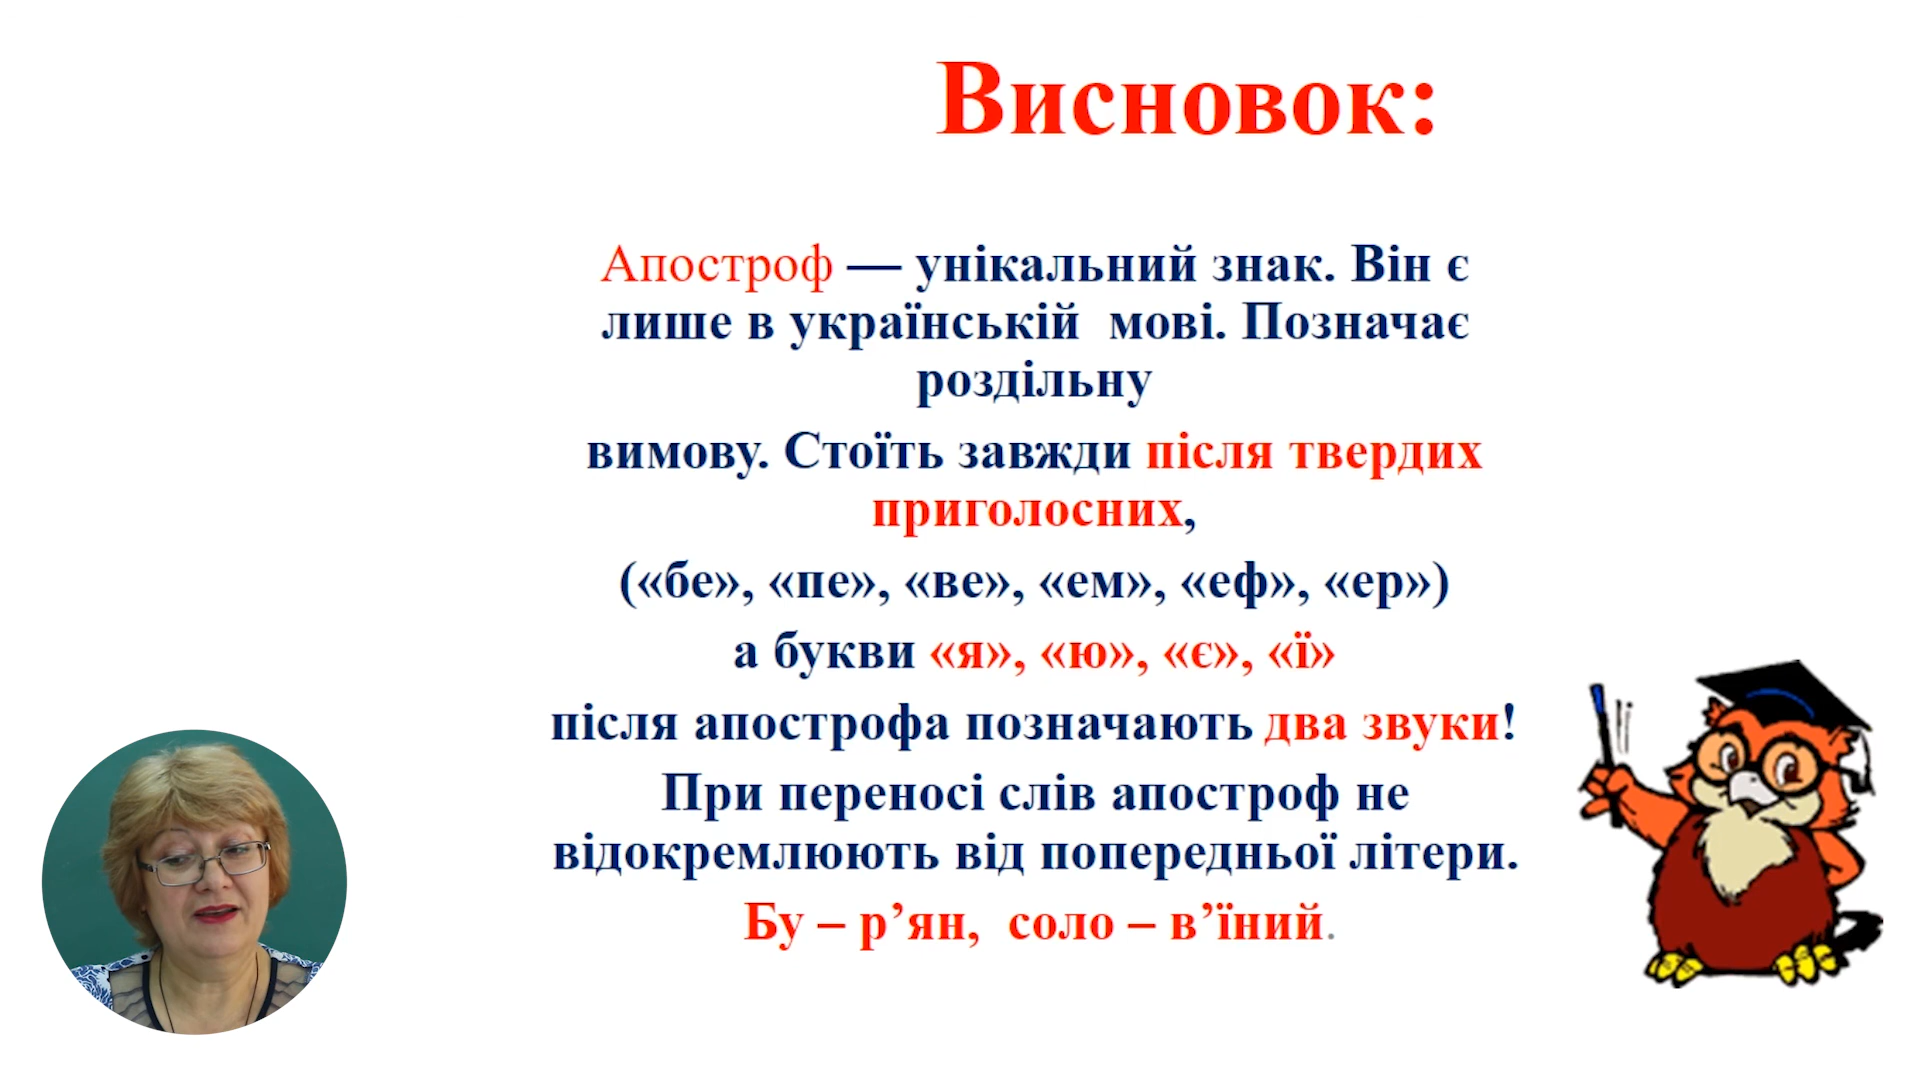 Висновок:
Апостроф — унікальний знак. Він є
лише в українській  мові. Позначає
роздільну
вимову. Стоїть завжди після твердих
приголосних,
(«бе», «пе», «ве», «ем», «еф», «ер»)
а букви «я», «ю», «є», «ї»
після апострофа позначають два звуки!
При переносі слів апостроф не
відокремлюють від попередньої літери.
Бу – р’ян,  соло – в’їний.